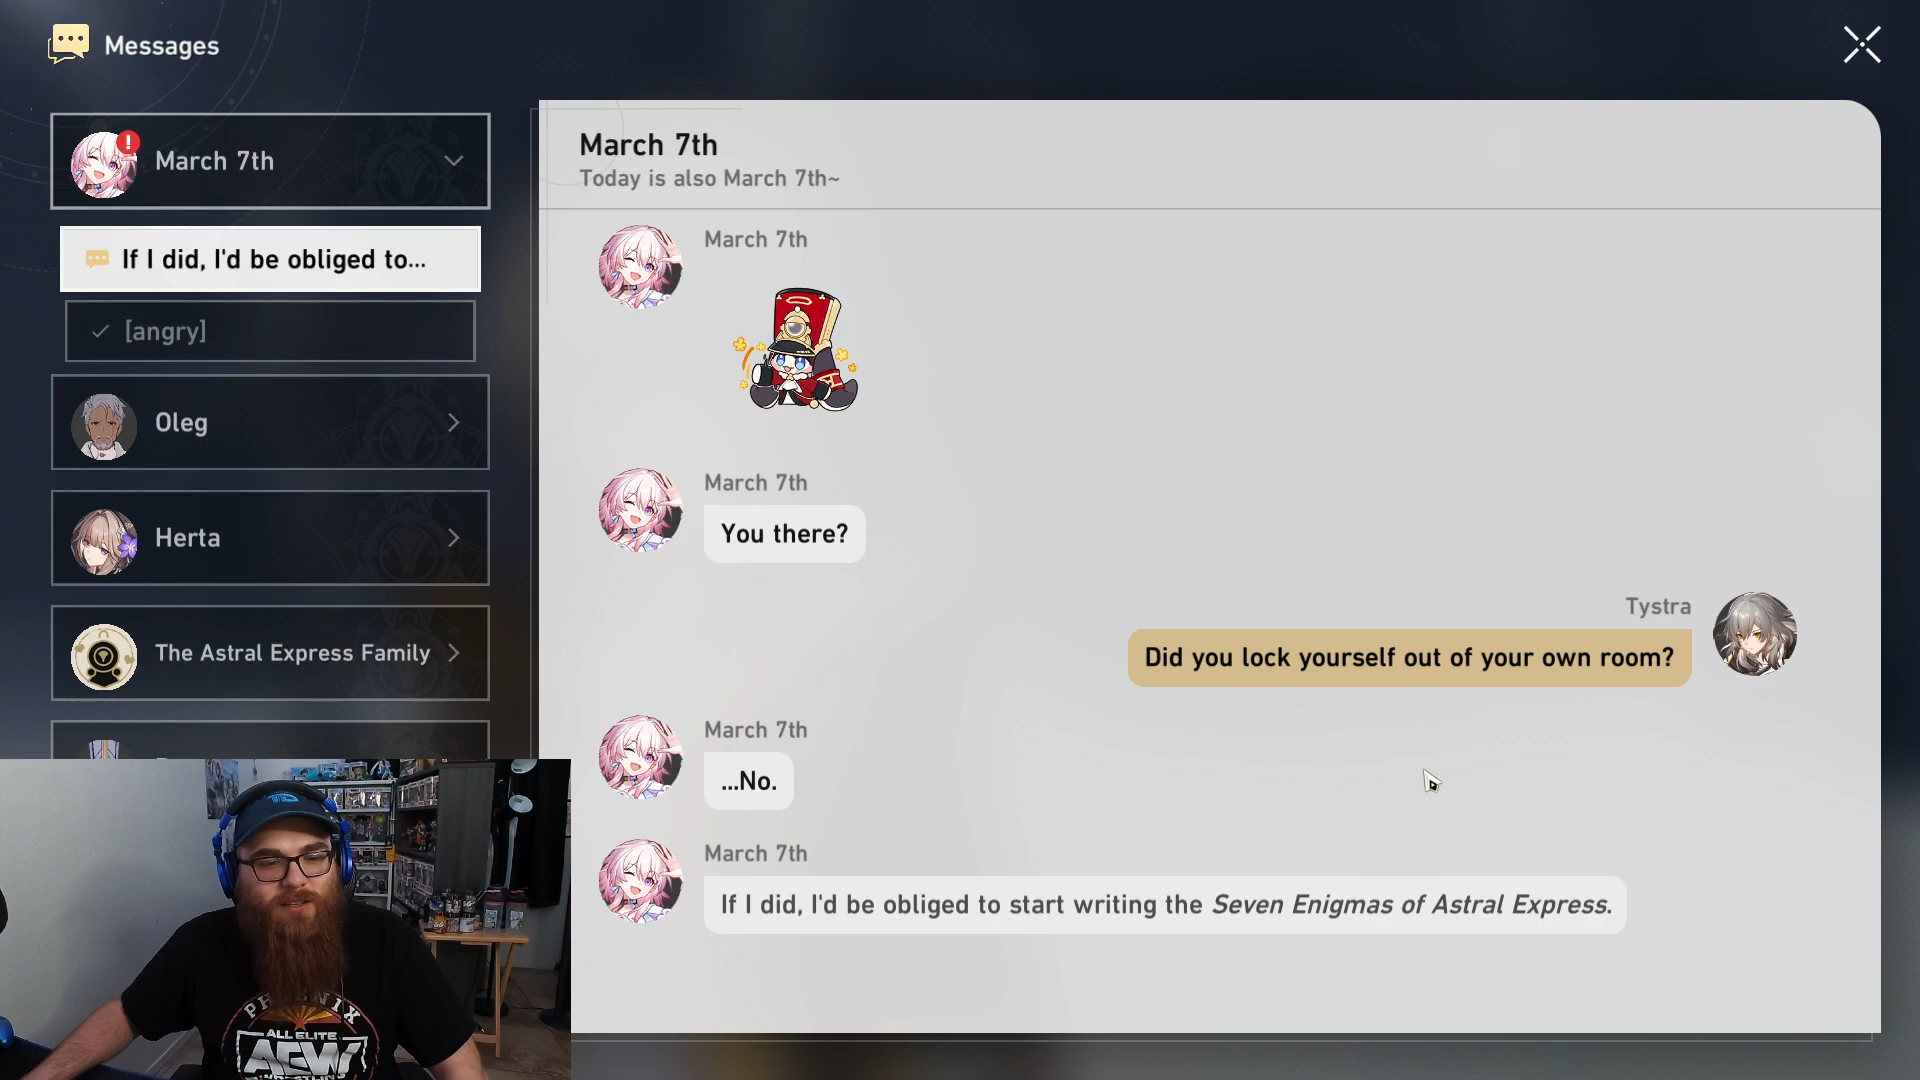 Messages
March 7th
If I did, I'd be obliged to...
[angry]
Oleg
Herta
The Astral Express Family
March 7th
Today is also March 7th~
March 7th
March 7th
You there?
Tystra
Did you lock yourself out of your own room?
March 7th
...No.
March 7th
If I did, I'd be obliged to start writing the Seven Enigmas of Astral Express.
PHOENIX
ALL ELITE
AEW